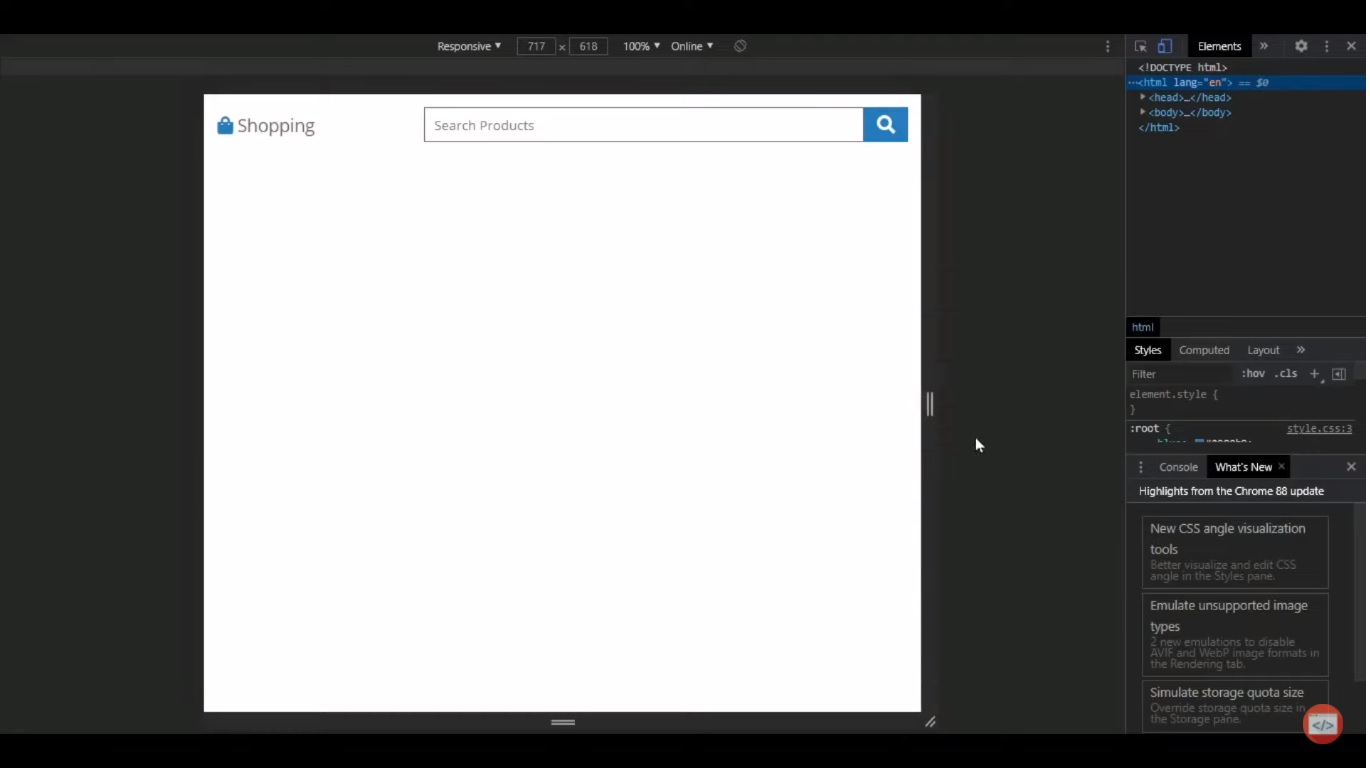 Responsive 717 x 618 100% Online
Elements
<!DOCTYPE html>
<html lang="en"> == $0
<head>…</head>
<body>…</body>
</html>
Shopping
Search Products
html
Styles Computed Layout
Filter :hov .cls
element.style {
}
:root { style.css:3
Console What's New
Highlights from the Chrome 88 update
New CSS angle visualization
tools
Better visualize and edit CSS
angle in the Styles pane.
Emulate unsupported image
types
2 new emulations to disable
AVIF and WebP image formats in
the Rendering tab.
Simulate storage quota size
Override storage quota size in
the Storage pane.
</>